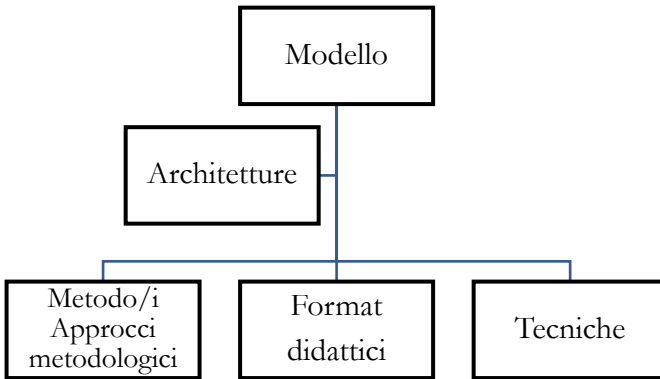 Modello
Architetture
Metodo/i
Approcci
metodologici
Format
didattici
Tecniche